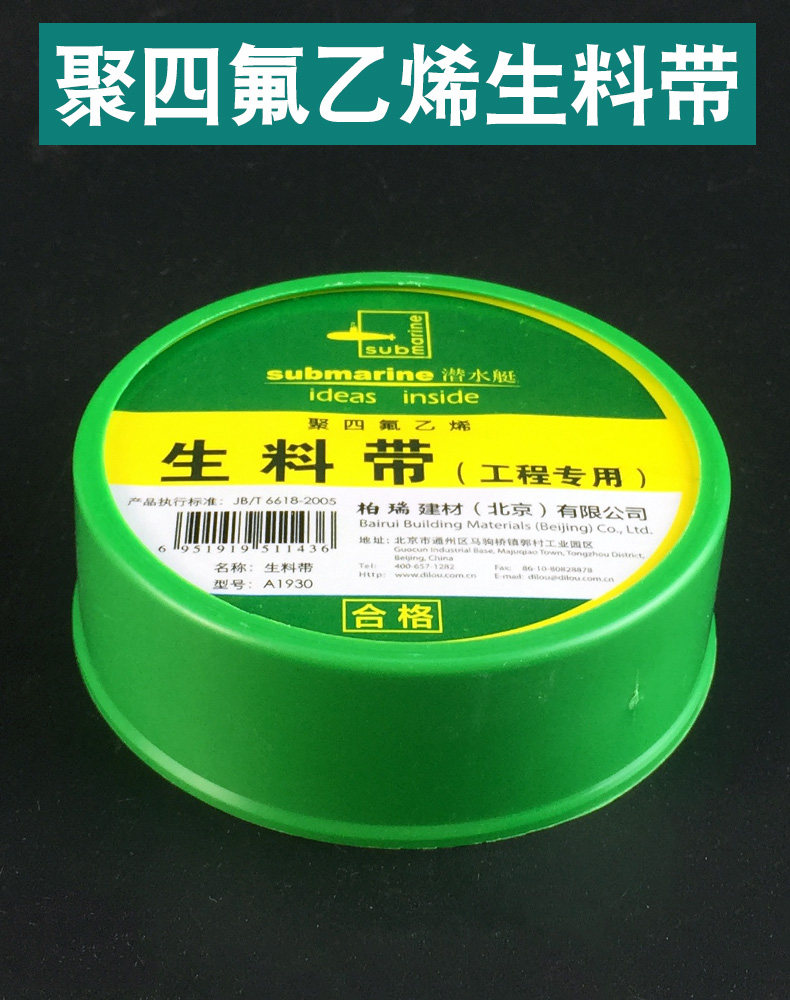 聚四氟乙烯生料带
submarine
submarine 潜水艇
ideas inside
聚四氟乙烯
生料带（工程专用）
产品执行标准：JB/T 6618-2005
6 951919 511436
名称：生料带
型号：A1930
柏瑞建材（北京）有限公司
Bairui Building Materials (Beijing) Co., Ltd.
地址：北京市通州区马驹桥镇郭村工业园区
Guocun Industrial Base, Majuqiao Town, Tongzhou District,
Beijing, China
Tel: 400-657-1282 Fax: 86-10-80828878
Http: www.dilou.com.cn E-mail: dilou@dilou.com.cn
合格